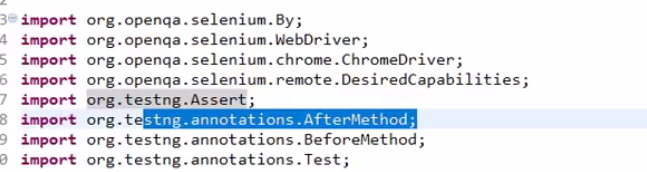 3 import org.openqa.selenium.By;
4 import org.openqa.selenium.WebDriver;
5 import org.openqa.selenium.chrome.ChromeDriver;
6 import org.openqa.selenium.remote.DesiredCapabilities;
7 import org.testng.Assert;
8 import org.testng.annotations.AfterMethod;
9 import org.testng.annotations.BeforeMethod;
0 import org.testng.annotations.Test;